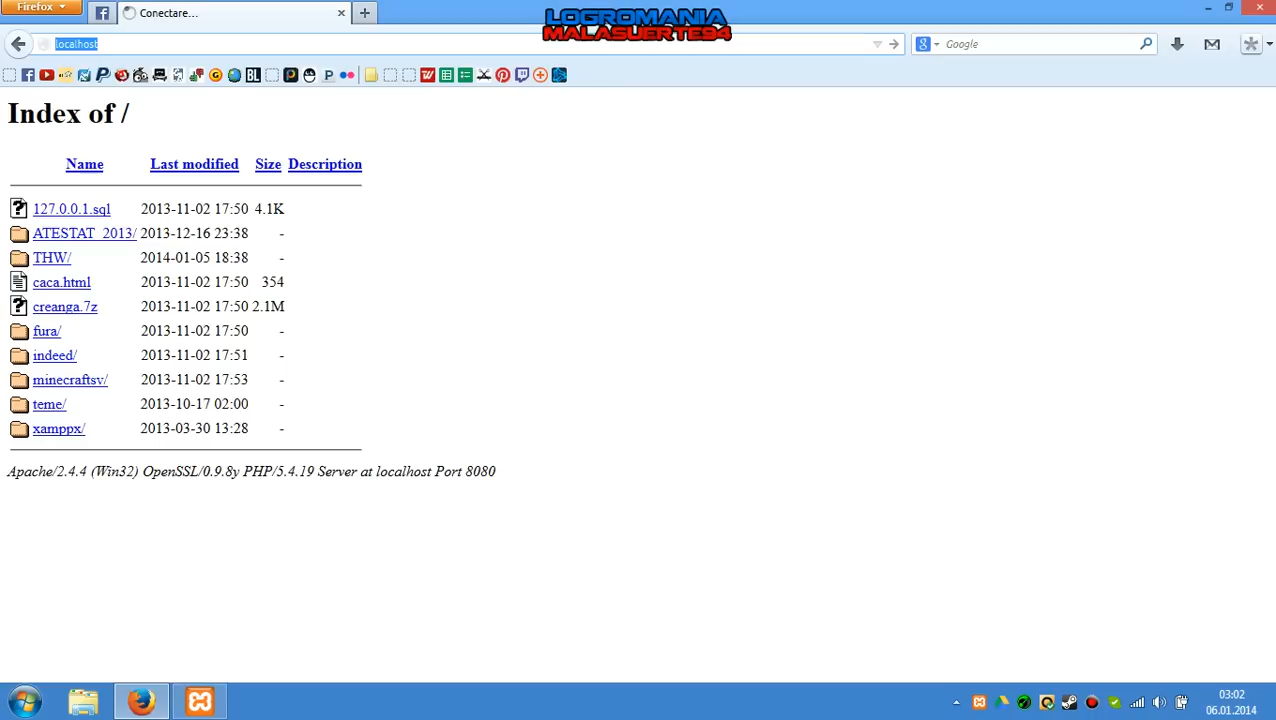 Firefox
Conectare...
LOGROMANIA
MALASUERTE94
localhost
Google
Index of /
Name Last modified Size Description
127.0.0.1.sql 2013-11-02 17:50 4.1K
ATESTAT_2013/ 2013-12-16 23:38 -
THW/ 2014-01-05 18:38 -
caca.html 2013-11-02 17:50 354
creanga.7z 2013-11-02 17:50 2.1M
fura/ 2013-11-02 17:50 -
indeed/ 2013-11-02 17:51 -
minecraftsv/ 2013-11-02 17:53 -
teme/ 2013-10-17 02:00 -
xamppx/ 2013-03-30 13:28 -
Apache/2.4.4 (Win32) OpenSSL/0.9.8y PHP/5.4.19 Server at localhost Port 8080
03:02
06.01.2014